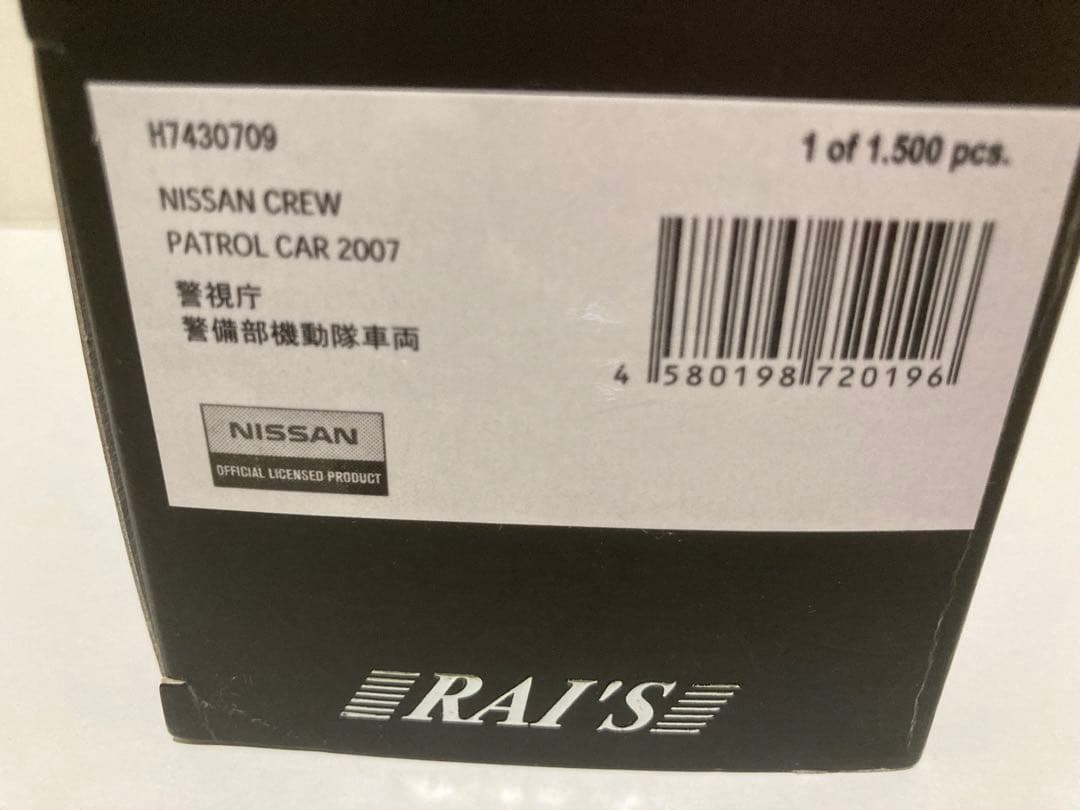 H7430709
1 of 1.500 pcs.
NISSAN CREW
PATROL CAR 2007
警視庁
警備部機動隊車両
4 580198 720196
NISSAN
OFFICIAL LICENSED PRODUCT
RAI'S